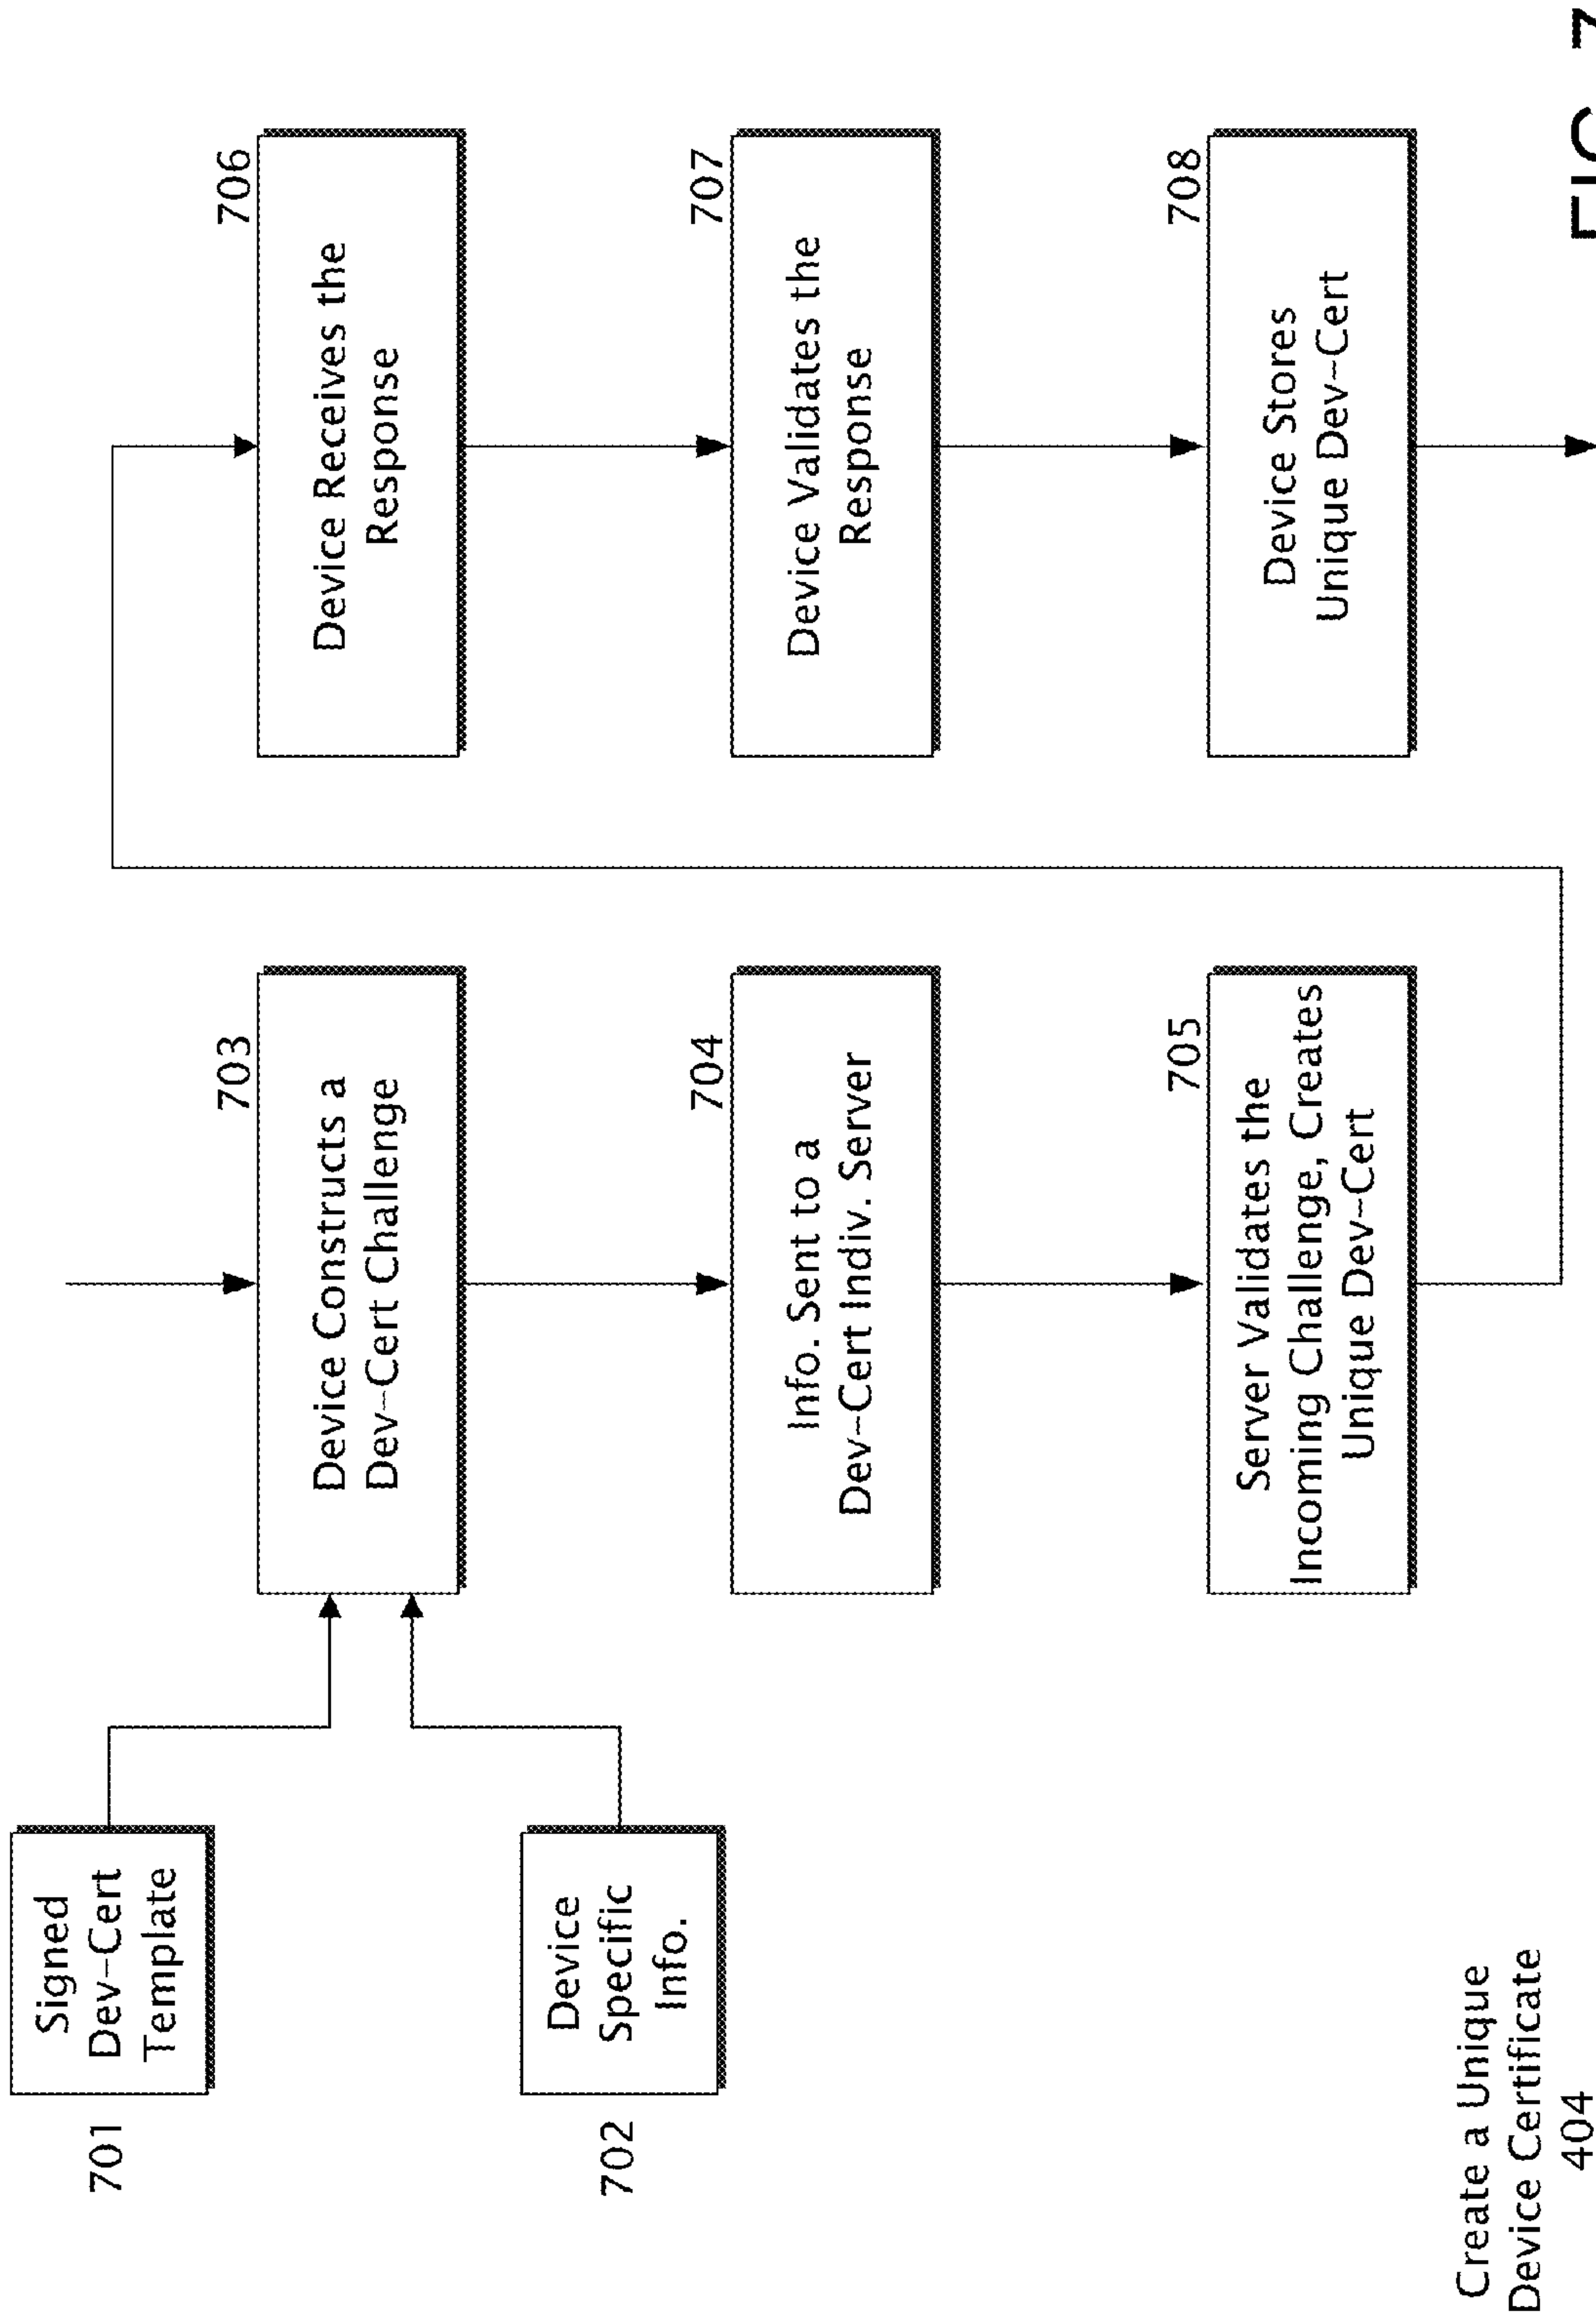 701
Signed
Dev-Cert
Template
702
Device
Specific
Info.
703
Device Constructs a
Dev-Cert Challenge
704
Info. Sent to a
Dev-Cert Indiv. Server
705
Server Validates the
Incoming Challenge, Creates
Unique Dev-Cert
706
Device Receives the
Response
707
Device Validates the
Response
708
Device Stores
Unique Dev-Cert
Create a Unique
Device Certificate
404